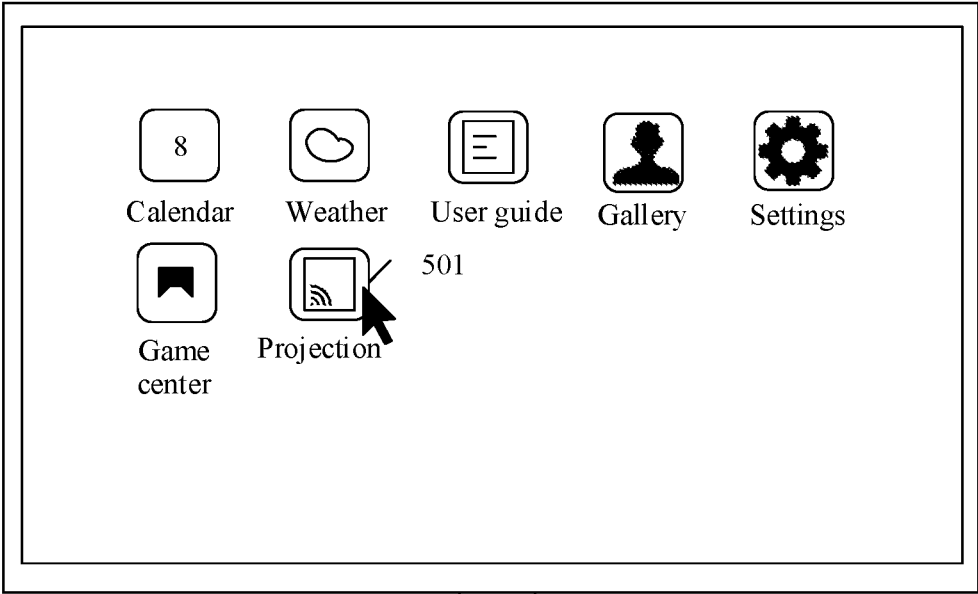 8
Calendar
Weather
User guide
Gallery
Settings
501
Game
center
Projection